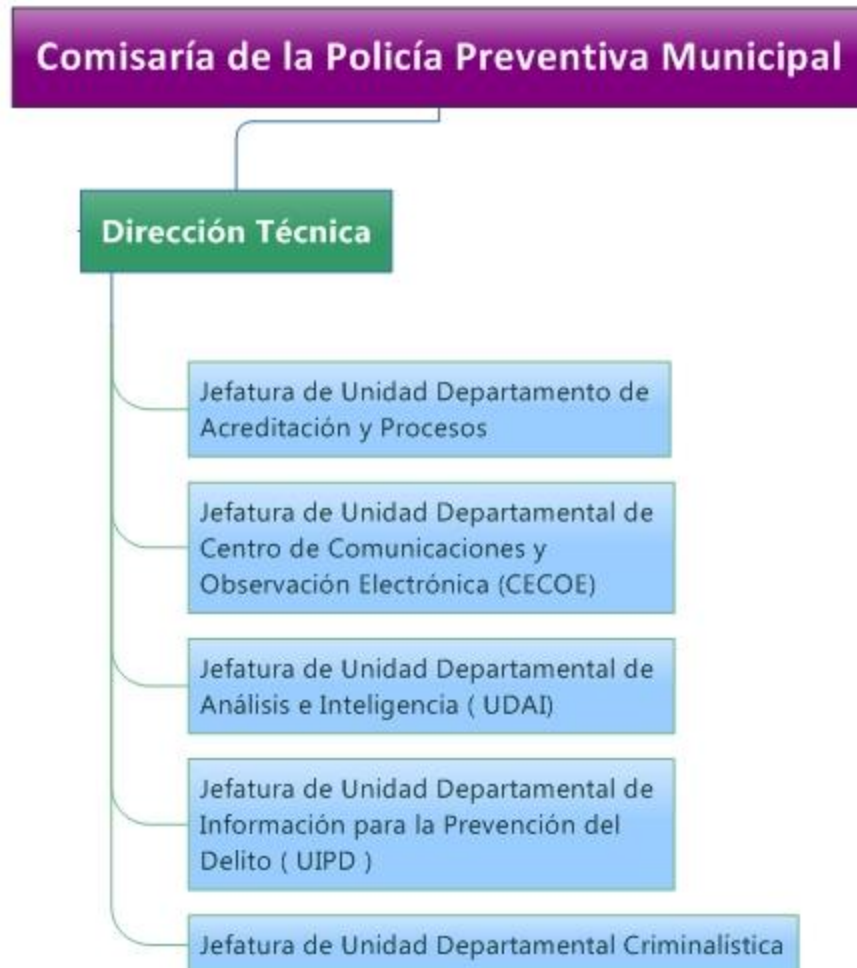 Comisaría de la Policía Preventiva Municipal
Dirección Técnica
Jefatura de Unidad Departamento de
Acreditación y Procesos
Jefatura de Unidad Departamental de
Centro de Comunicaciones y
Observación Electrónica (CECOE)
Jefatura de Unidad Departamental de
Análisis e Inteligencia ( UDAI)
Jefatura de Unidad Departamental de
Información para la Prevención del
Delito ( UIPD )
Jefatura de Unidad Departamental Criminalística